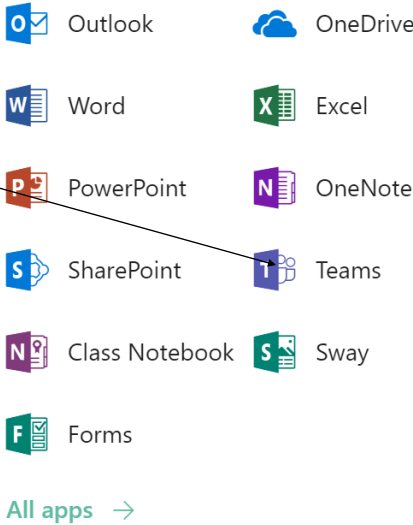 Outlook OneDrive
Word Excel
PowerPoint OneNote
SharePoint Teams
Class Notebook Sway
Forms
All apps →